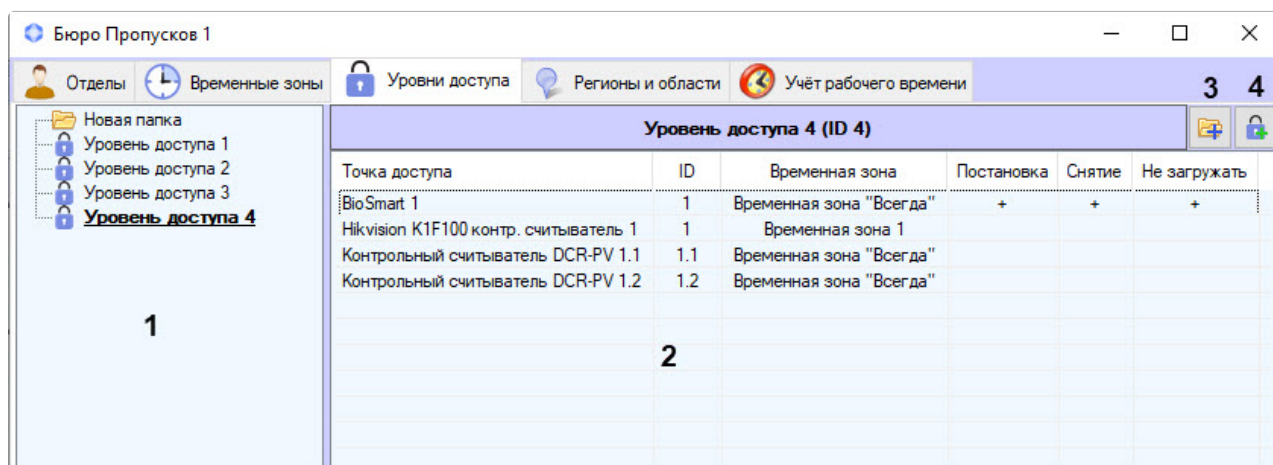 Бюро Пропусков 1
Отделы Временные зоны Уровни доступа Регионы и области Учёт рабочего времени 3 4
Новая папка
Уровень доступа 1
Уровень доступа 2
Уровень доступа 3
Уровень доступа 4
1
Уровень доступа 4 (ID 4)
Точка доступа ID Временная зона Постановка Снятие Не загружать
BioSmart 1 1 Временная зона "Всегда" + + +
Hikvision K1F100 контр. считыватель 1 1 Временная зона 1
Контрольный считыватель DCR-PV 1.1 1.1 Временная зона "Всегда"
Контрольный считыватель DCR-PV 1.2 1.2 Временная зона "Всегда"
2